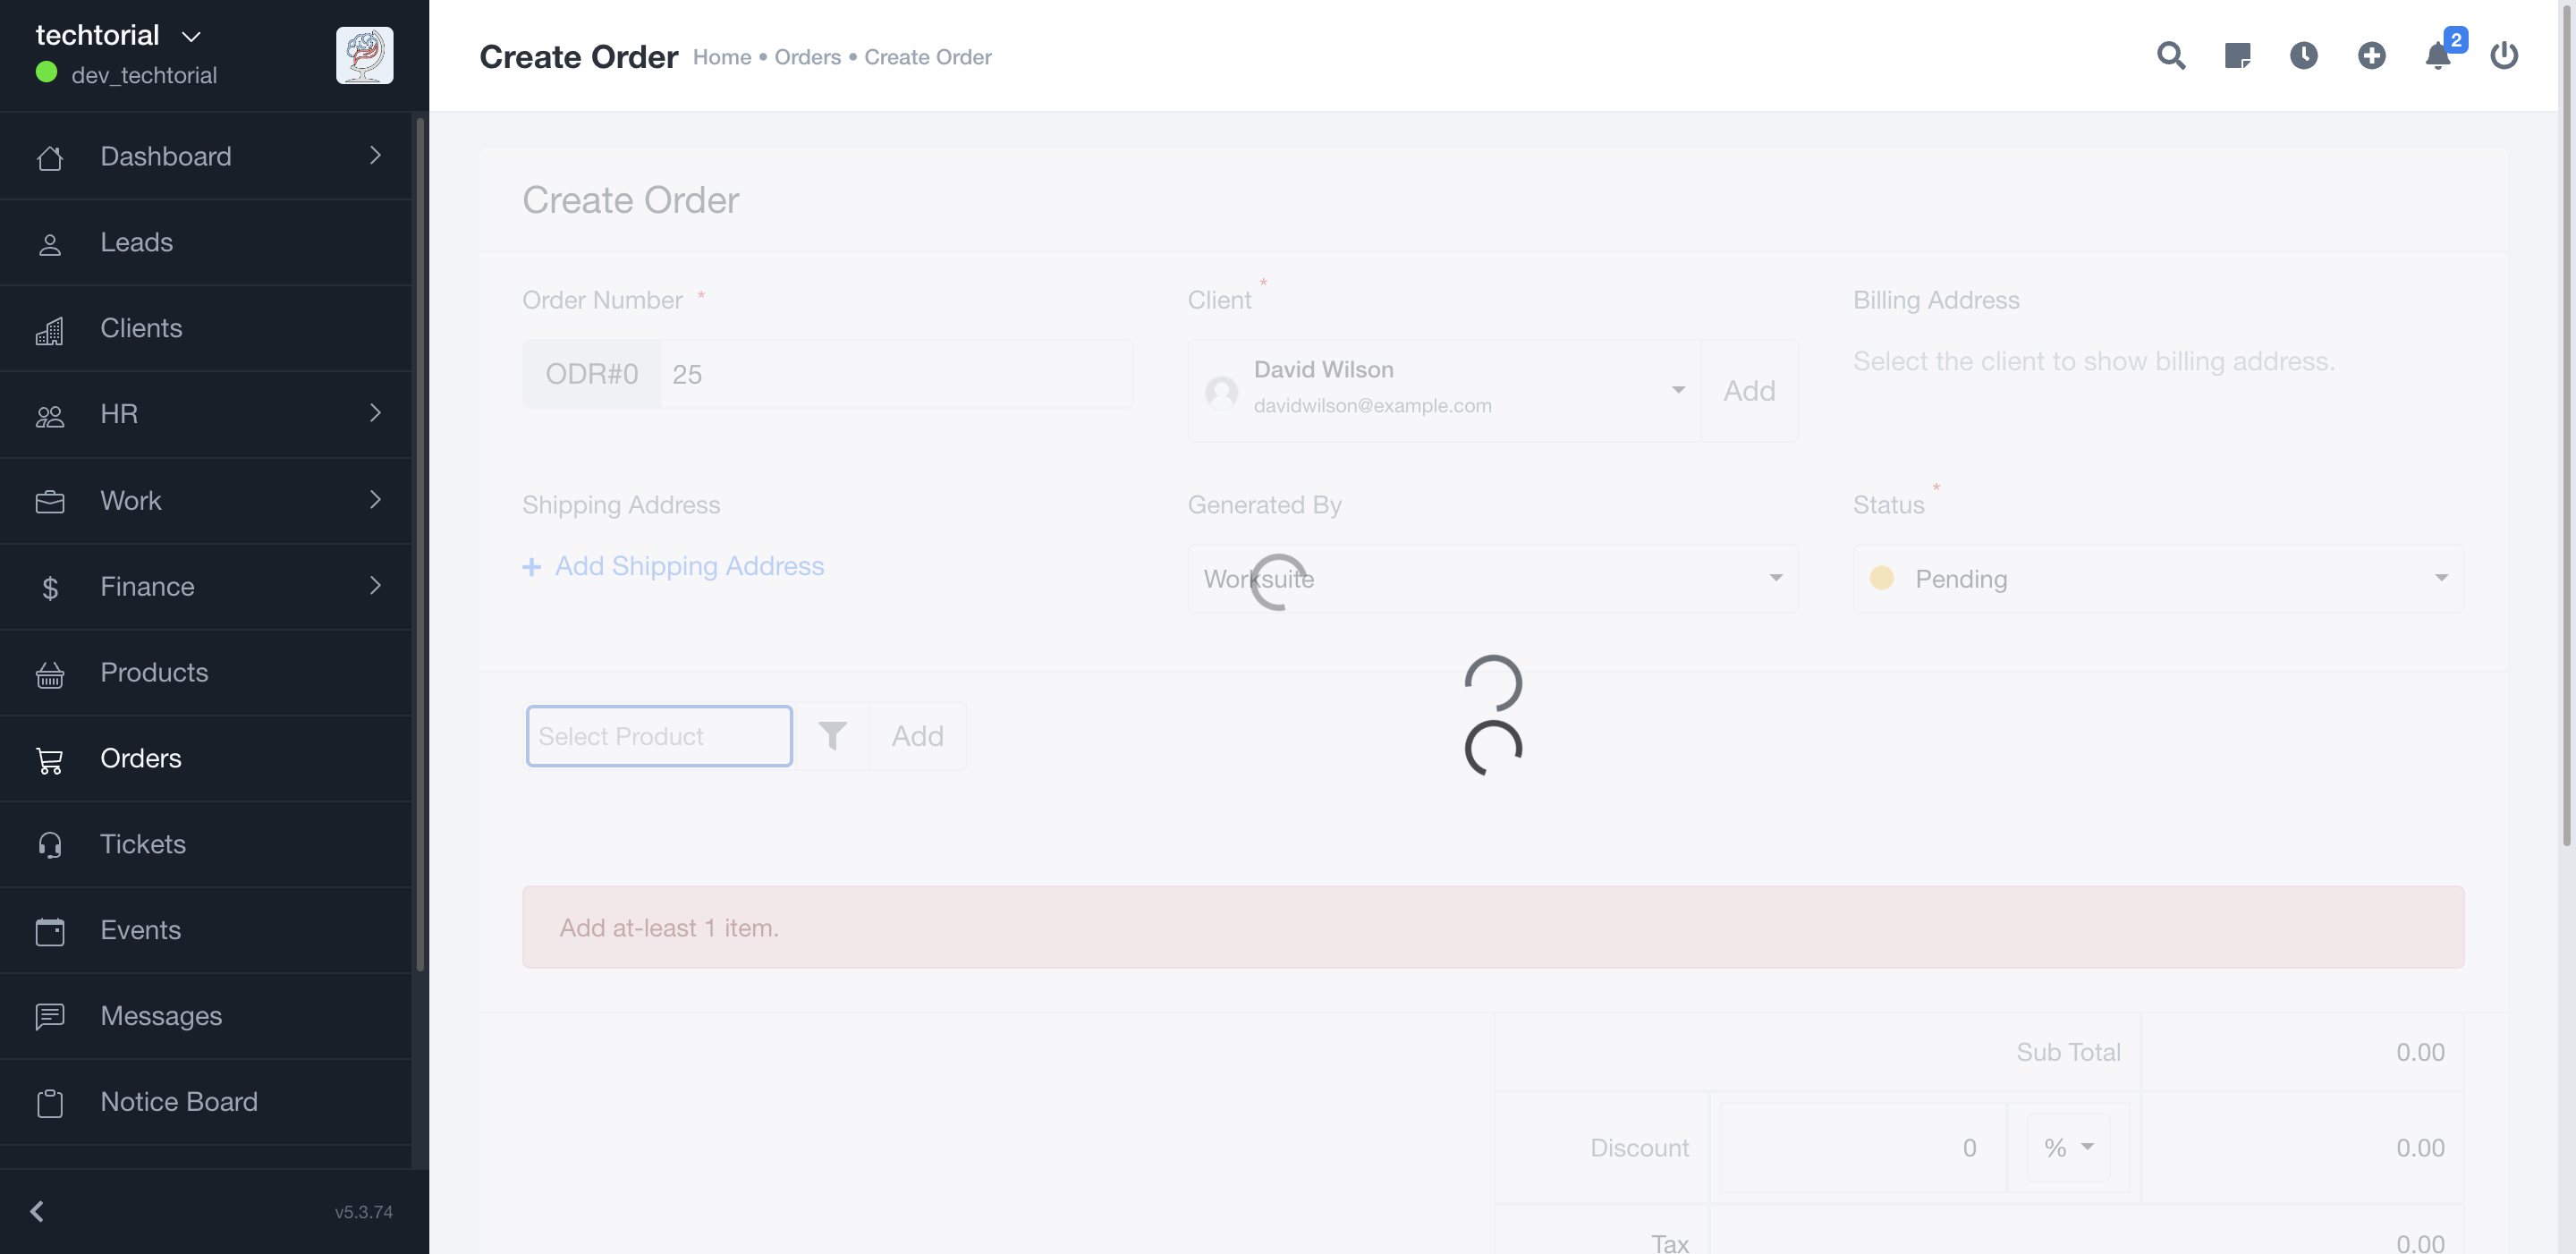 techtorial
dev_techtorial
Dashboard
Leads
Clients
HR
Work
Finance
Products
Orders
Tickets
Events
Messages
Notice Board
v5.3.74
Create Order Home • Orders • Create Order
2
Create Order
Order Number *
ODR#0 25
Client *
David Wilson
davidwilson@example.com
Add
Billing Address
Select the client to show billing address.
Shipping Address
+ Add Shipping Address
Generated By
Worksuite
Status *
Pending
Select Product
Add
Add at-least 1 item.
Sub Total 0.00
Discount 0 % 0.00
Tax 0.00